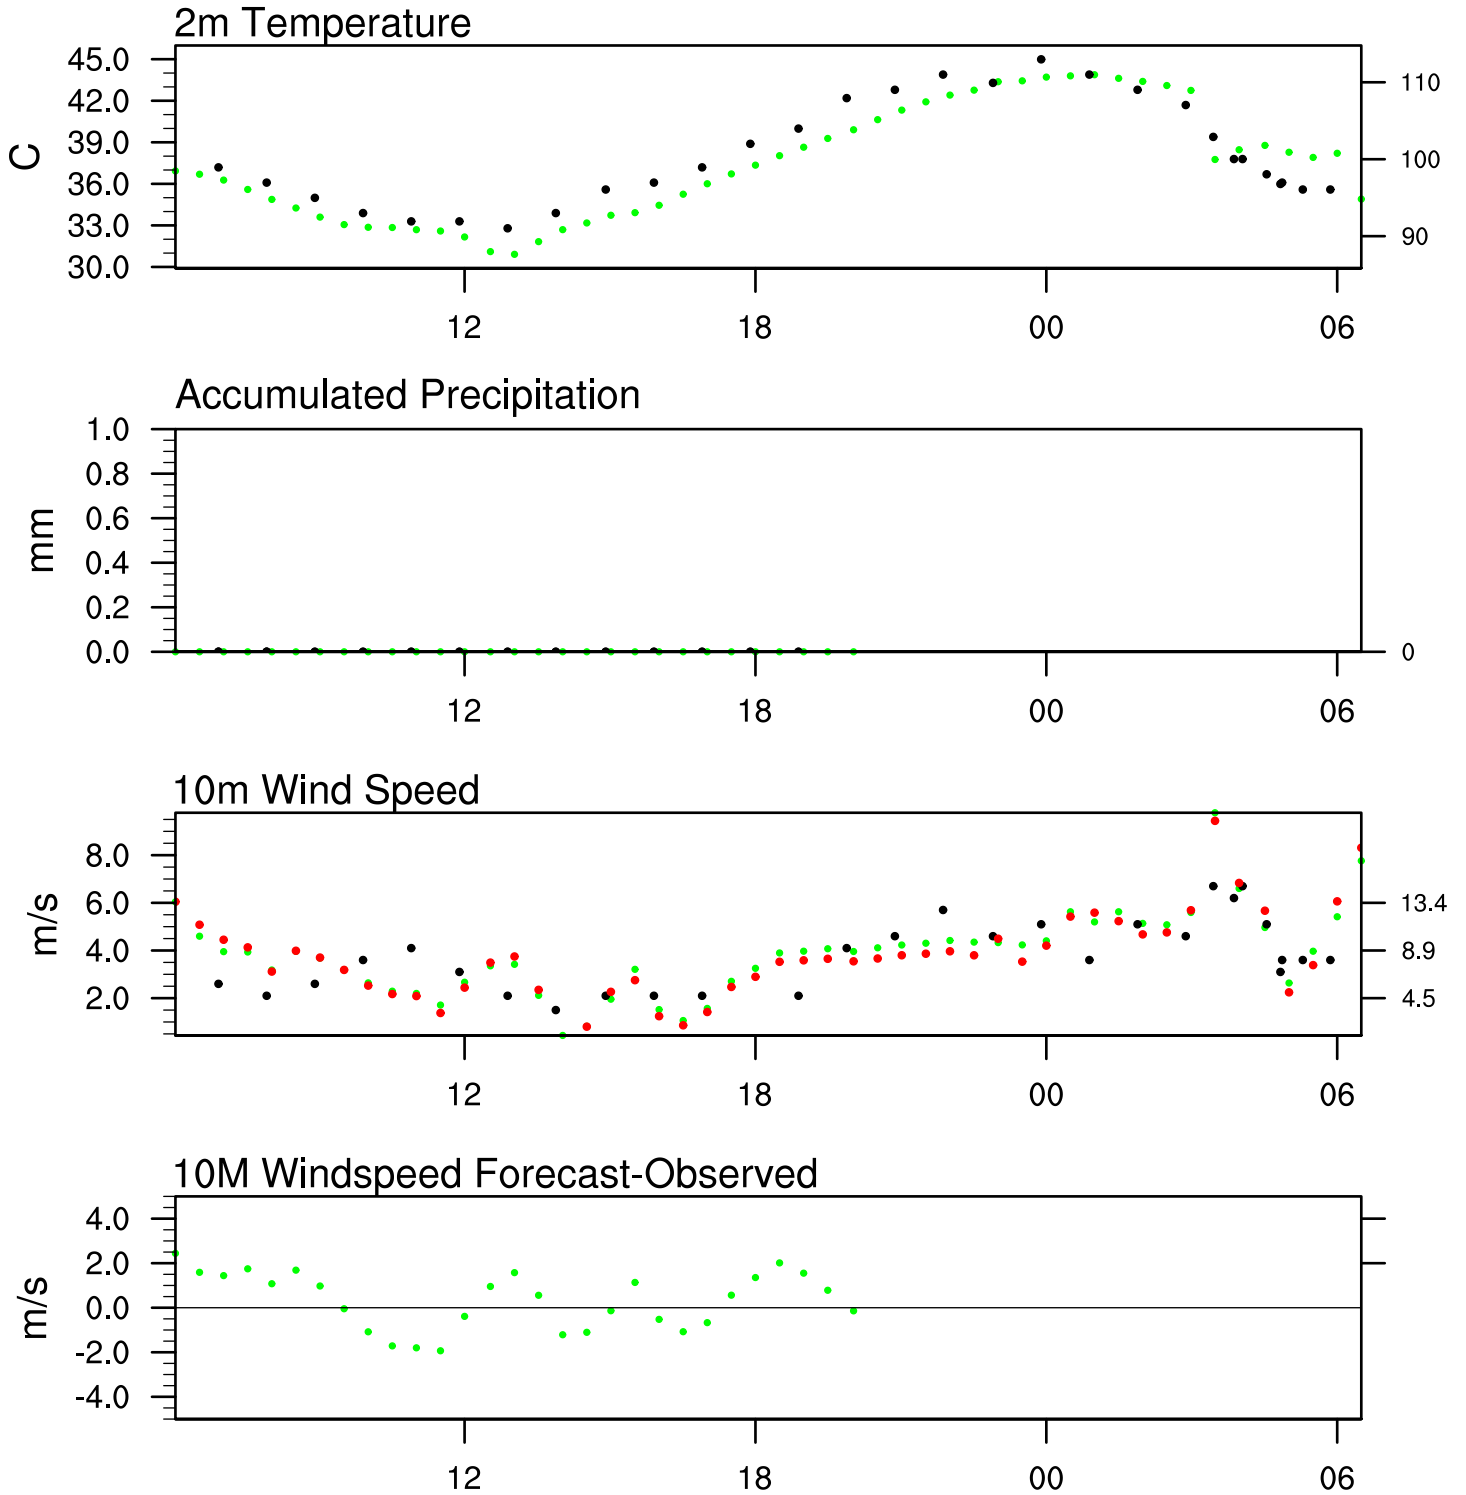 2m Temperature
45.0
42.0
39.0
36.0
33.0
30.0
C
110
100
90
12 18 00 06
Accumulated Precipitation
1.0
0.8
0.6
0.4
0.2
0.0
mm
0
12 18 00 06
10m Wind Speed
8.0
6.0
4.0
2.0
m/s
13.4
8.9
4.5
12 18 00 06
10M Windspeed Forecast-Observed
4.0
2.0
0.0
-2.0
-4.0
m/s
12 18 00 06